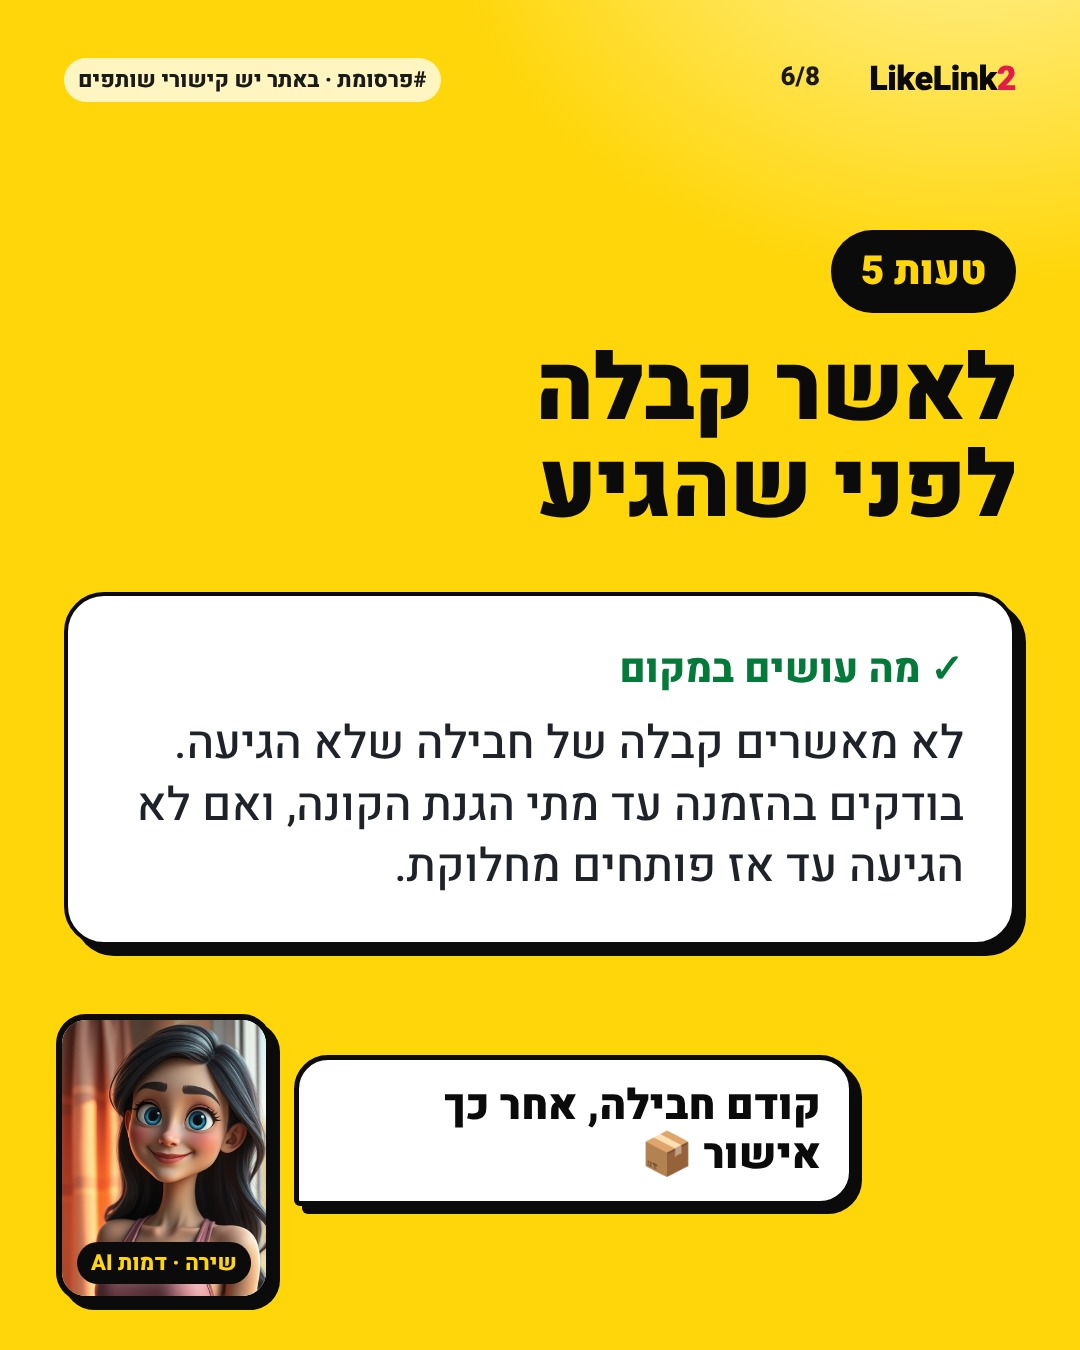 LikeLink2
6/8
#פרסומת · באתר יש קישורי שותפים
טעות 5
לאשר קבלה
לפני שהגיע
✓ מה עושים במקום
לא מאשרים קבלה של חבילה שלא הגיעה.
בודקים בהזמנה עד מתי הגנת הקונה, ואם לא
הגיעה עד אז פותחים מחלוקת.
קודם חבילה, אחר כך
אישור 📦
שירה · דמות AI